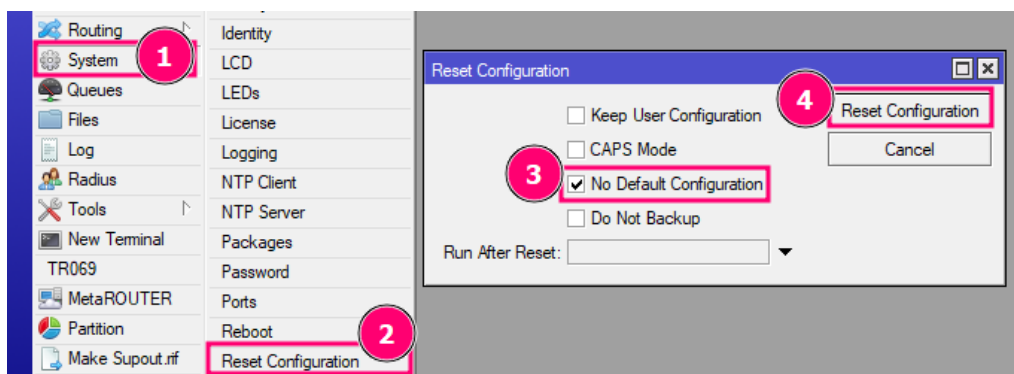 Routing
System
1
Queues
Files
Log
Radius
Tools
New Terminal
TR069
MetaROUTER
Partition
Make Supout.rif
Identity
LCD
LEDs
License
Logging
NTP Client
NTP Server
Packages
Password
Ports
Reboot
2
Reset Configuration
Reset Configuration
Keep User Configuration
4
Reset Configuration
CAPS Mode
Cancel
3
No Default Configuration
Do Not Backup
Run After Reset: